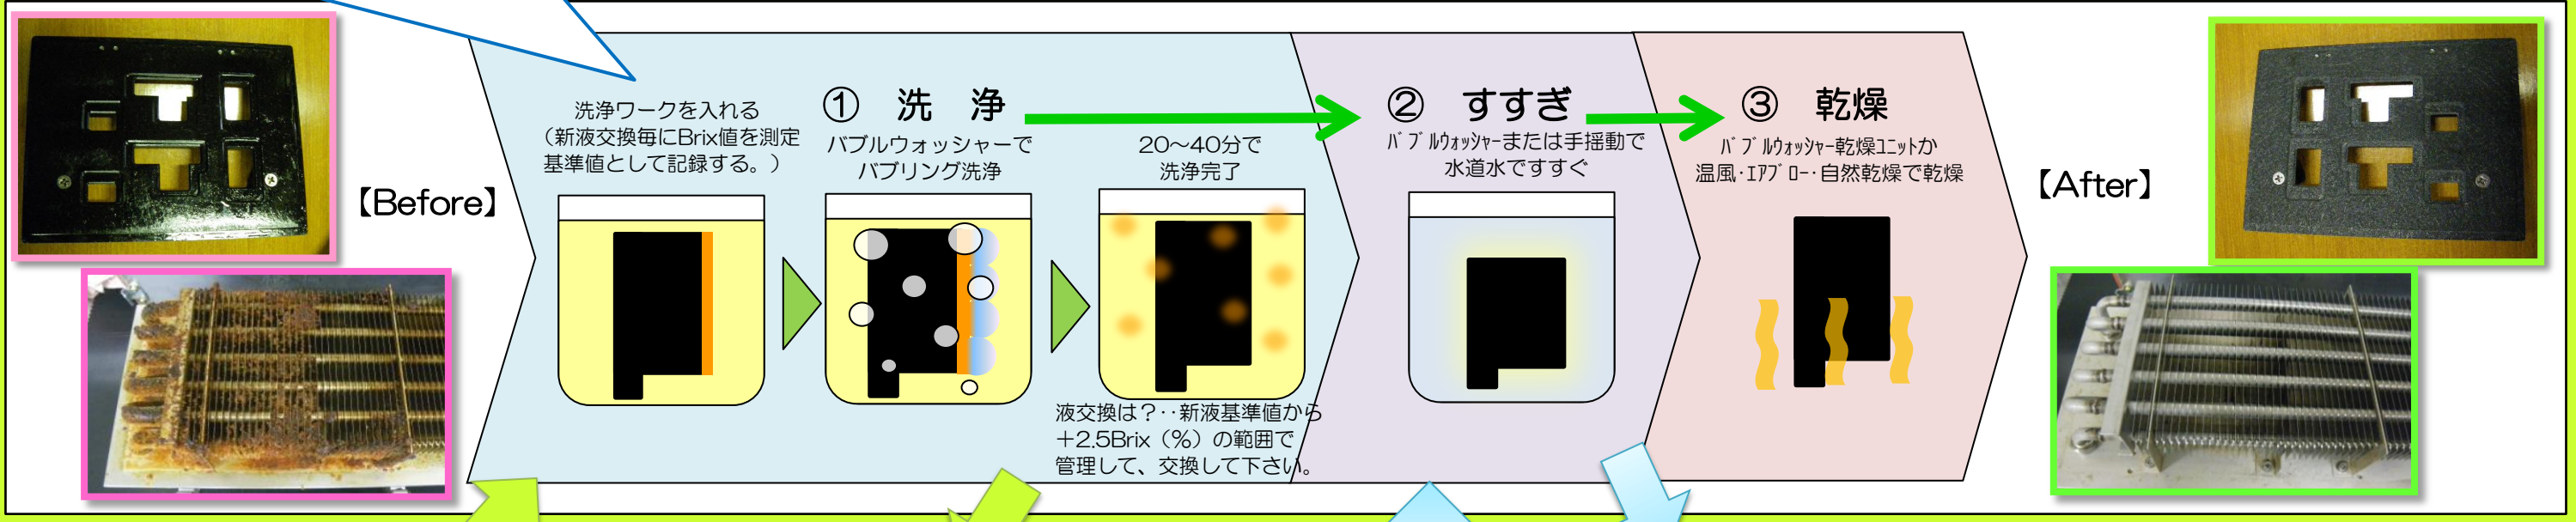 【Before】
洗浄ワークを入れる
（新液交換毎にBrix値を測定
基準値として記録する。）
① 洗 浄
バブルウォッシャーで
バブリング洗浄
20～40分で
洗浄完了
液交換は？‥新液基準値から
＋2.5Brix（％）の範囲で
管理して、交換して下さい。
② すすぎ
ﾊﾞﾌﾞﾙｳｫｯｼｬｰまたは手揺動で
水道水ですすぐ
③ 乾燥
ﾊﾞﾌﾞﾙｳｫｯｼｬｰ乾燥ﾕﾆｯﾄか
温風･ｴｱﾌﾞﾛｰ･自然乾燥で乾燥
【After】